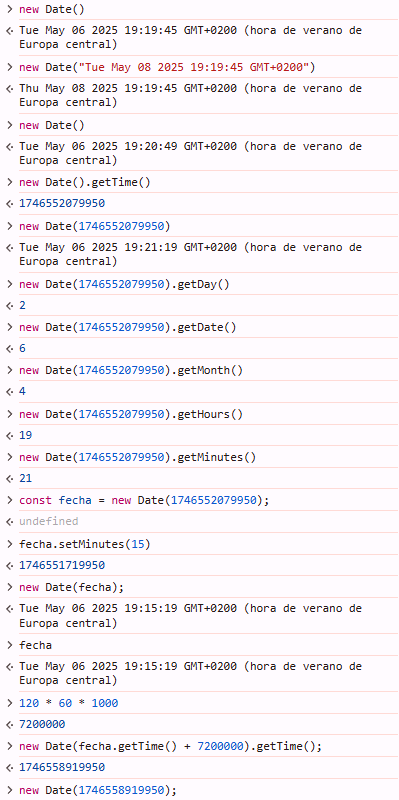 new Date()
Tue May 06 2025 19:19:45 GMT+0200 (hora de verano de
Europa central)
new Date("Tue May 08 2025 19:19:45 GMT+0200")
Thu May 08 2025 19:19:45 GMT+0200 (hora de verano de
Europa central)
new Date()
Tue May 06 2025 19:20:49 GMT+0200 (hora de verano de
Europa central)
new Date().getTime()
1746552079950
new Date(1746552079950)
Tue May 06 2025 19:21:19 GMT+0200 (hora de verano de
Europa central)
new Date(1746552079950).getDay()
2
new Date(1746552079950).getDate()
6
new Date(1746552079950).getMonth()
4
new Date(1746552079950).getHours()
19
new Date(1746552079950).getMinutes()
21
const fecha = new Date(1746552079950);
undefined
fecha.setMinutes(15)
1746551719950
new Date(fecha);
Tue May 06 2025 19:15:19 GMT+0200 (hora de verano de
Europa central)
fecha
Tue May 06 2025 19:15:19 GMT+0200 (hora de verano de
Europa central)
120 * 60 * 1000
7200000
new Date(fecha.getTime() + 7200000).getTime();
1746558919950
new Date(1746558919950);